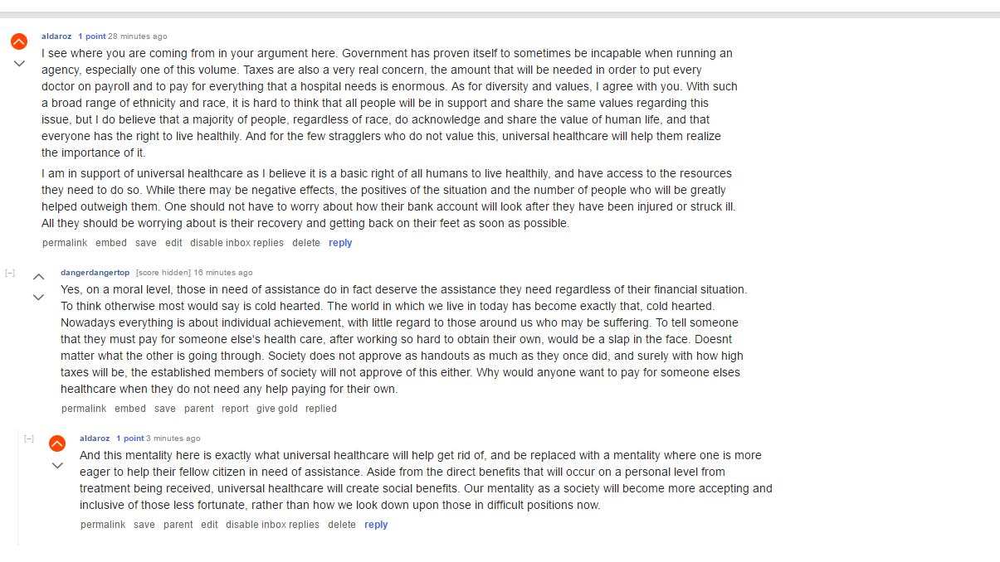 aldaroz 1 point 28 minutes ago
I see where you are coming from in your argument here. Government has proven itself to sometimes be incapable when running an
agency, especially one of this volume. Taxes are also a very real concern, the amount that will be needed in order to put every
doctor on payroll and to pay for everything that a hospital needs is enormous. As for diversity and values, I agree with you. With such
a broad range of ethnicity and race, it is hard to think that all people will be in support and share the same values regarding this
issue, but I do believe that a majority of people, regardless of race, do acknowledge and share the value of human life, and that
everyone has the right to live healthily. And for the few stragglers who do not value this, universal healthcare will help them realize
the importance of it.
I am in support of universal healthcare as I believe it is a basic right of all humans to live healthily, and have access to the resources
they need to do so. While there may be negative effects, the positives of the situation and the number of people who will be greatly
helped outweigh them. One should not have to worry about how their bank account will look after they have been injured or struck ill.
All they should be worrying about is their recovery and getting back on their feet as soon as possible.
permalink embed save edit disable inbox replies delete reply
[–] dangerdangertop [score hidden] 16 minutes ago
Yes, on a moral level, those in need of assistance do in fact deserve the assistance they need regardless of their financial situation.
To think otherwise most would say is cold hearted. The world in which we live in today has become exactly that, cold hearted.
Nowadays everything is about individual achievement, with little regard to those around us who may be suffering. To tell someone
that they must pay for someone else's health care, after working so hard to obtain their own, would be a slap in the face. Doesnt
matter what the other is going through. Society does not approve as handouts as much as they once did, and surely with how high
taxes will be, the established members of society will not approve of this either. Why would anyone want to pay for someone elses
healthcare when they do not need any help paying for their own.
permalink embed save parent report give gold replied
[–] aldaroz 1 point 3 minutes ago
And this mentality here is exactly what universal healthcare will help get rid of, and be replaced with a mentality where one is more
eager to help their fellow citizen in need of assistance. Aside from the direct benefits that will occur on a personal level from
treatment being received, universal healthcare will create social benefits. Our mentality as a society will become more accepting and
inclusive of those less fortunate, rather than how we look down upon those in difficult positions now.
permalink save parent edit disable inbox replies delete reply